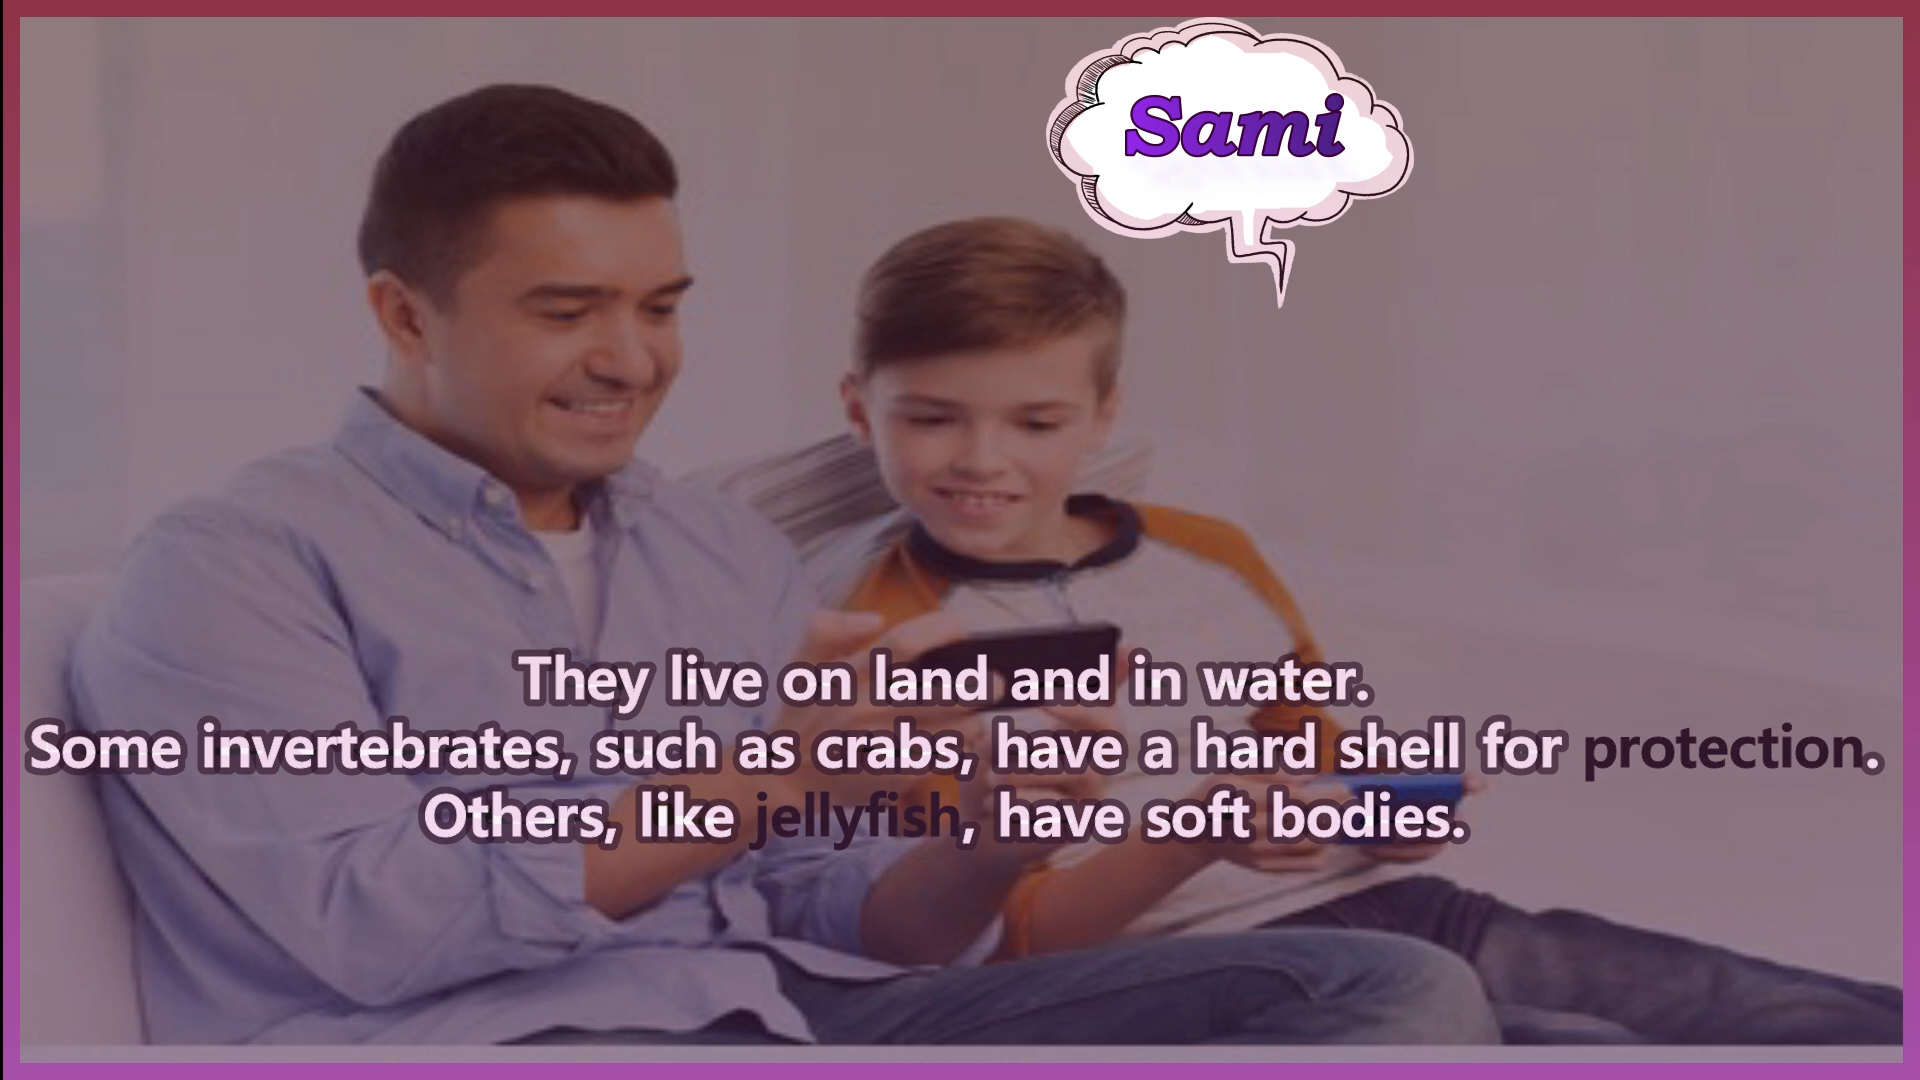 Sami
They live on land and in water.
Some invertebrates, such as crabs, have a hard shell for protection.
Others, like jellyfish, have soft bodies.